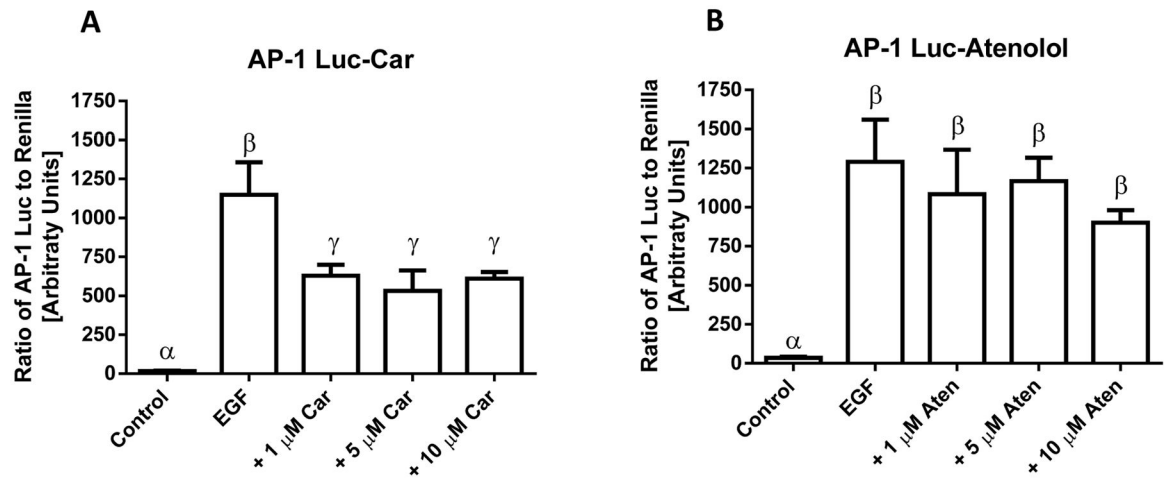 A
AP-1 Luc-Car
Ratio of AP-1 Luc to Renilla
[Arbitraty Units]
1750
1500
1250
1000
750
500
250
0
α
β
γ
γ
γ
Control
EGF
+ 1 μM Car
+ 5 μM Car
+ 10 μM Car
B
AP-1 Luc-Atenolol
Ratio of AP-1 Luc to Renilla
[Arbitraty Units]
1750
1500
1250
1000
750
500
250
0
α
β
β
β
β
Control
EGF
+ 1 μM Aten
+ 5 μM Aten
+ 10 μM Aten